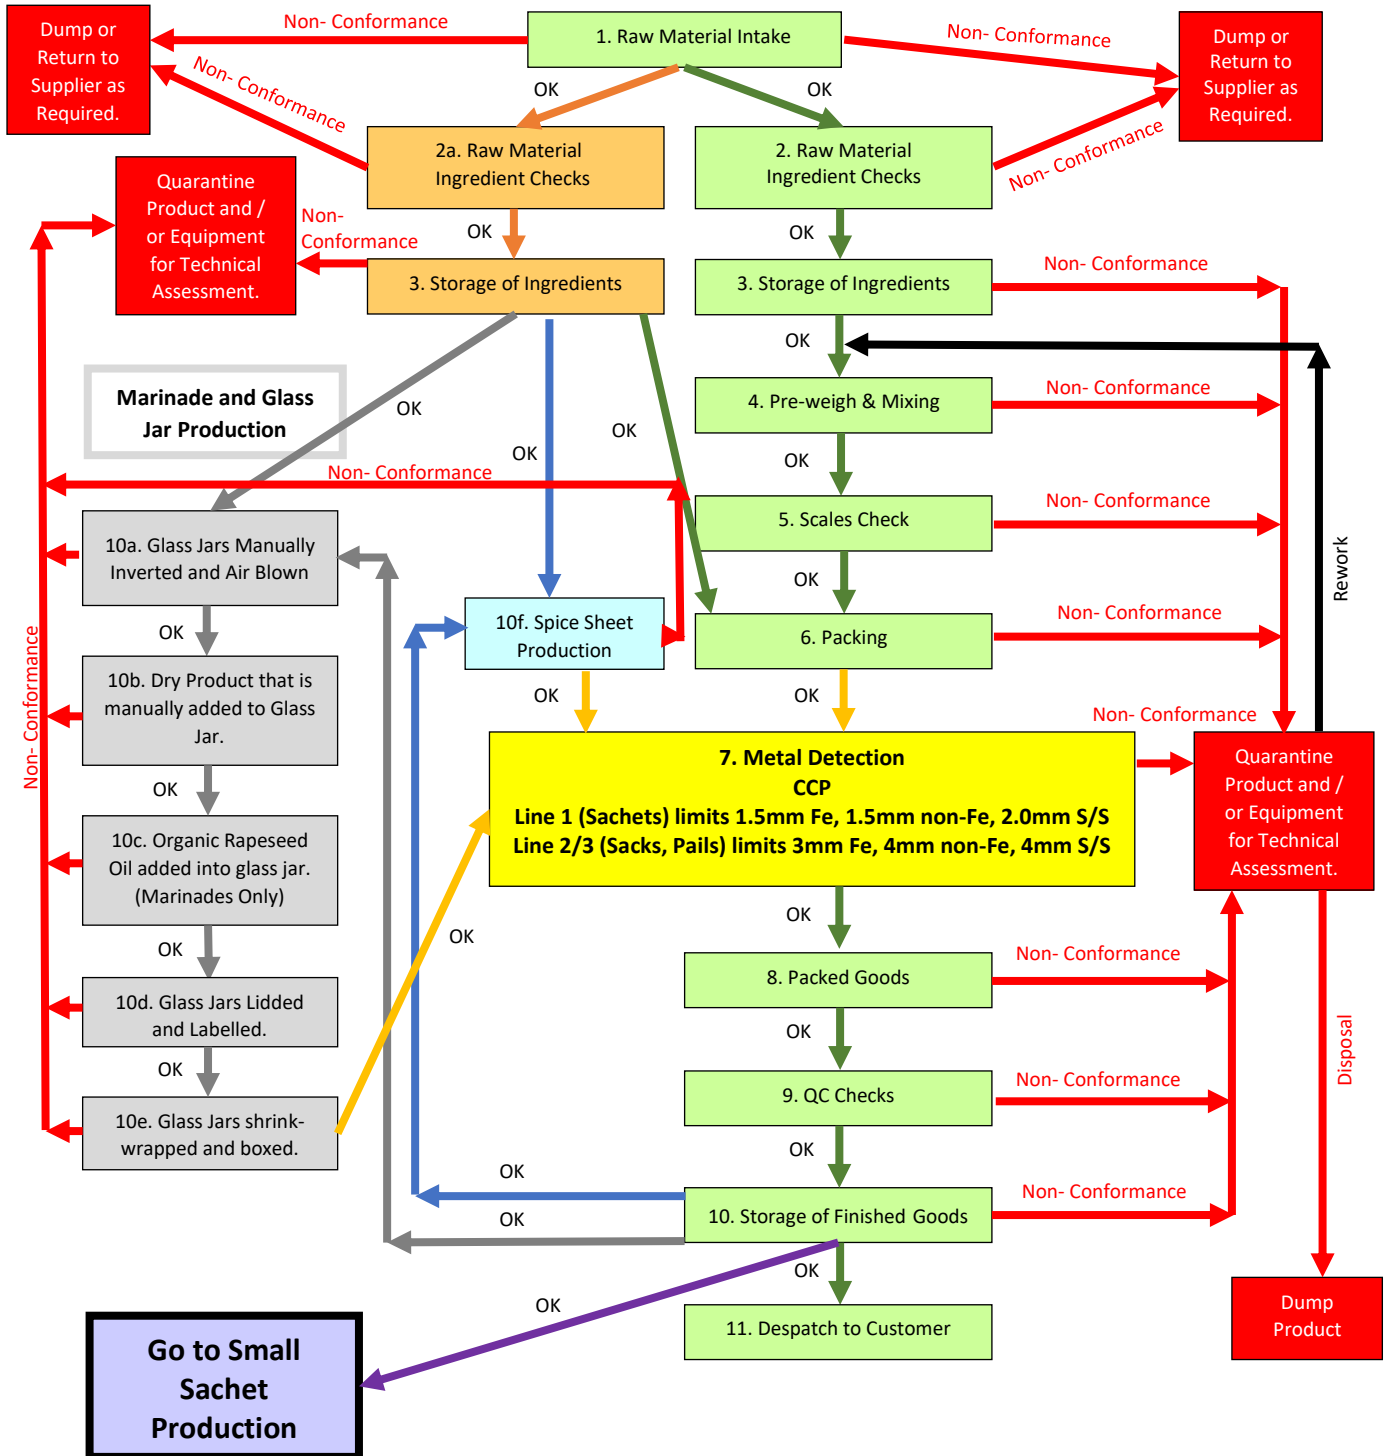 Non- Conformance
Dump or
Return to
Supplier as
Required.
1. Raw Material Intake
Non- Conformance
Dump or
Return to
Supplier as
Required.
Non- Conformance
OK
OK
Non- Conformance
2a. Raw Material
Ingredient Checks
2. Raw Material
Ingredient Checks
Quarantine
Product and /
or Equipment
for Technical
Assessment.
Non-
Conformance
OK
OK
3. Storage of Ingredients
3. Storage of Ingredients
Non- Conformance
OK
Marinade and Glass
Jar Production
OK
OK
OK
4. Pre-weigh & Mixing
Non- Conformance
OK
Non- Conformance
5. Scales Check
Non- Conformance
Rework
10a. Glass Jars Manually
Inverted and Air Blown
OK
OK
10f. Spice Sheet
Production
6. Packing
Non- Conformance
Non- Conformance
10b. Dry Product that is
manually added to Glass
Jar.
OK
OK
Non- Conformance
OK
7. Metal Detection
CCP
Line 1 (Sachets) limits 1.5mm Fe, 1.5mm non-Fe, 2.0mm S/S
Line 2/3 (Sacks, Pails) limits 3mm Fe, 4mm non-Fe, 4mm S/S
Quarantine
Product and /
or Equipment
for Technical
Assessment.
10c. Organic Rapeseed
Oil added into glass jar.
(Marinades Only)
OK
OK
OK
10d. Glass Jars Lidded
and Labelled.
8. Packed Goods
Non- Conformance
OK
OK
Disposal
10e. Glass Jars shrink-
wrapped and boxed.
9. QC Checks
Non- Conformance
OK
OK
OK
10. Storage of Finished Goods
Non- Conformance
OK
OK
11. Despatch to Customer
Dump
Product
Go to Small
Sachet
Production